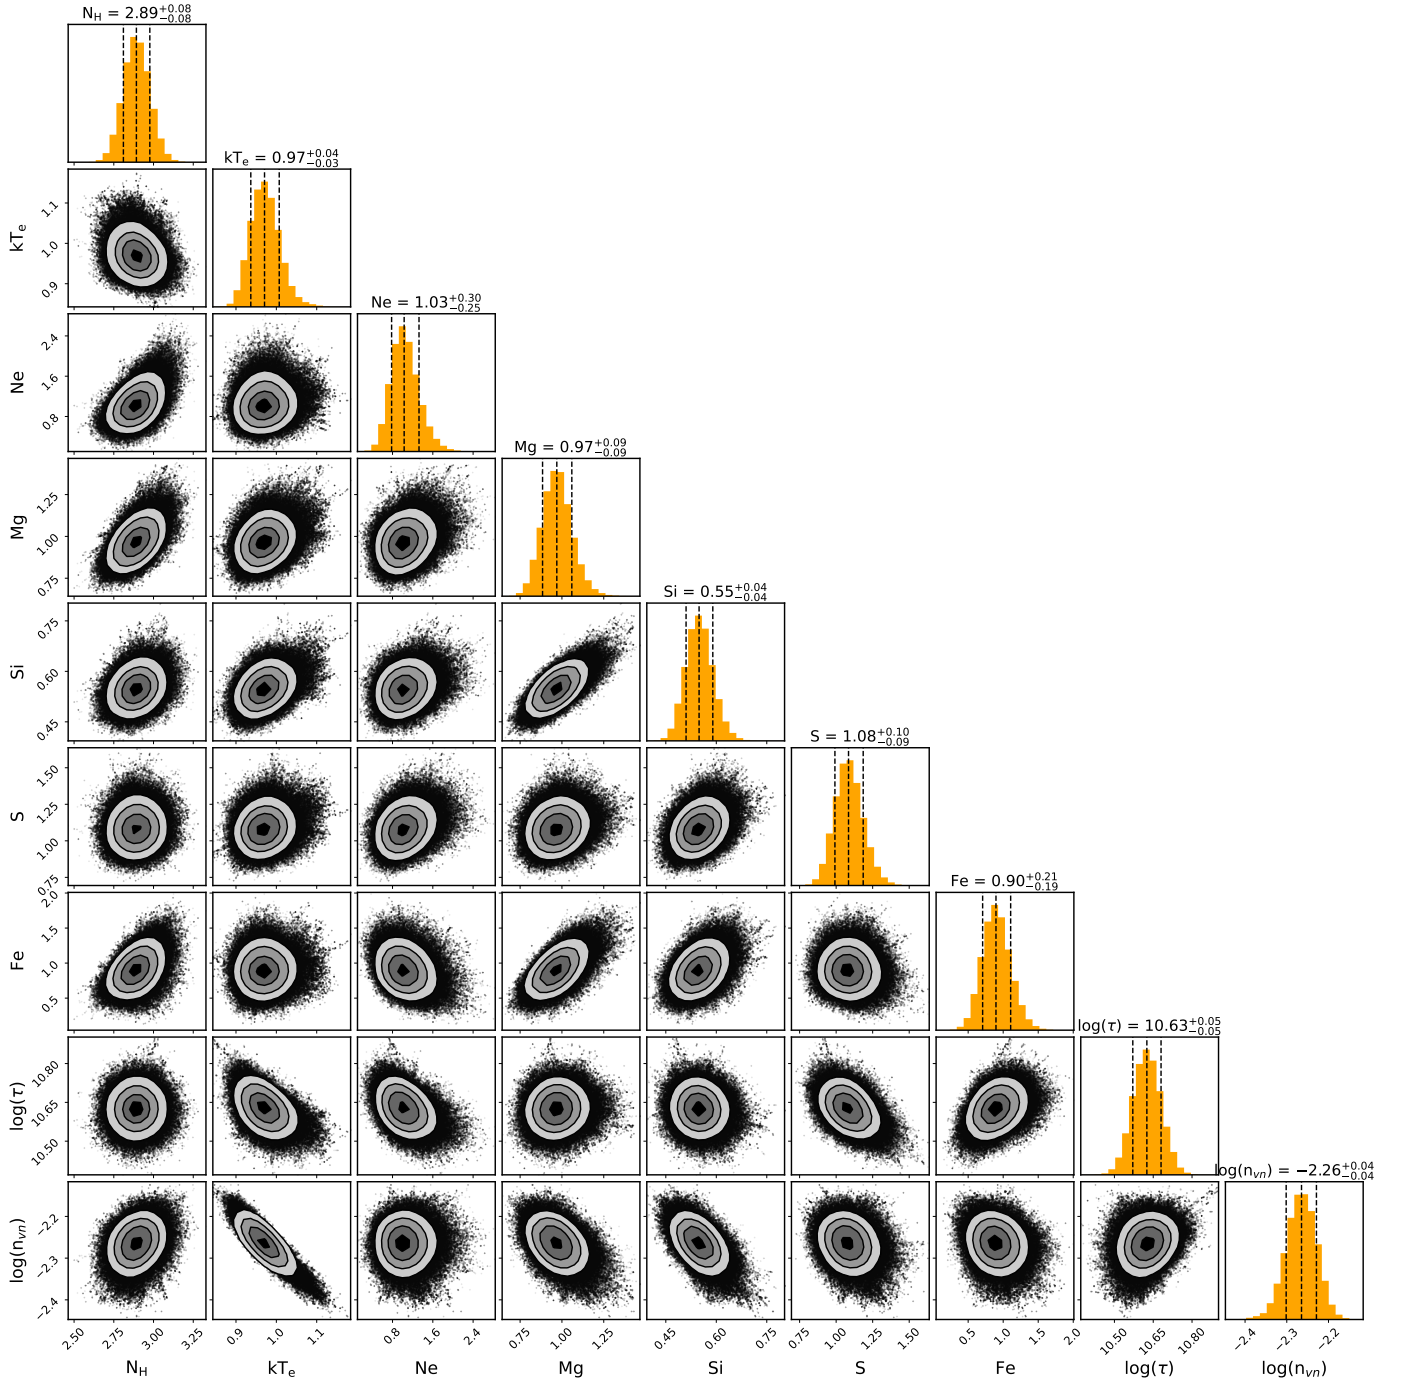 N_H = 2.89^{+0.08}_{−0.08}
kT_e = 0.97^{+0.04}_{−0.03}
kT_e
1.1
1.0
0.9
Ne = 1.03^{+0.30}_{−0.25}
Ne
2.4
1.6
0.8
Mg = 0.97^{+0.09}_{−0.09}
Mg
1.25
1.00
0.75
Si = 0.55^{+0.04}_{−0.04}
Si
0.75
0.60
0.45
S = 1.08^{+0.10}_{−0.09}
S
1.50
1.25
1.00
0.75
Fe = 0.90^{+0.21}_{−0.19}
Fe
2.0
1.5
1.0
0.5
log(τ) = 10.63^{+0.05}_{−0.05}
log(τ)
10.80
10.65
10.50
log(n_{vn}) = −2.26^{+0.04}_{−0.04}
log(n_{vn})
−2.2
−2.3
−2.4
2.50 2.75 3.00 3.25
0.9 1.0 1.1
0.8 1.6 2.4
0.75 1.00 1.25
0.45 0.60 0.75
0.75 1.00 1.25 1.50
0.5 1.0 1.5 2.0
10.50 10.65 10.80
−2.4 −2.3 −2.2
N_H kT_e Ne Mg Si S Fe log(τ) log(n_{vn})